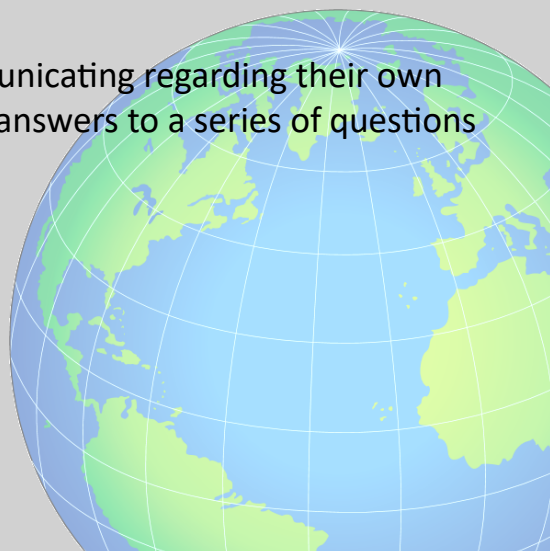 unicating regarding their own
answers to a series of questions